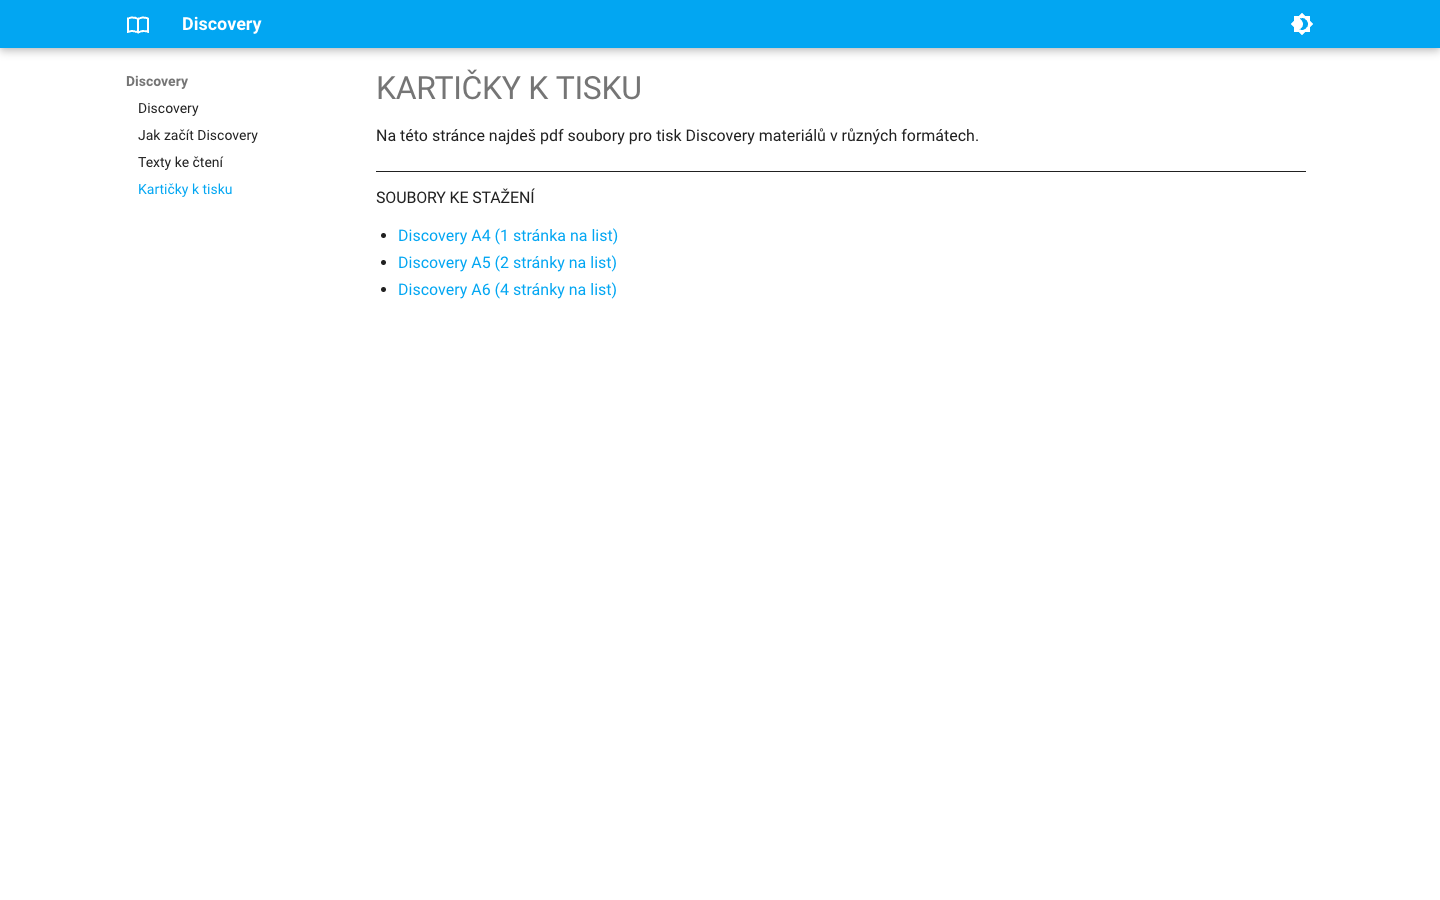 Discovery
Discovery
Discovery
Jak začít Discovery
Texty ke čtení
Kartičky k tisku
KARTIČKY K TISKU
Na této stránce najdeš pdf soubory pro tisk Discovery materiálů v různých formátech.
SOUBORY KE STAŽENÍ
Discovery A4 (1 stránka na list)
Discovery A5 (2 stránky na list)
Discovery A6 (4 stránky na list)